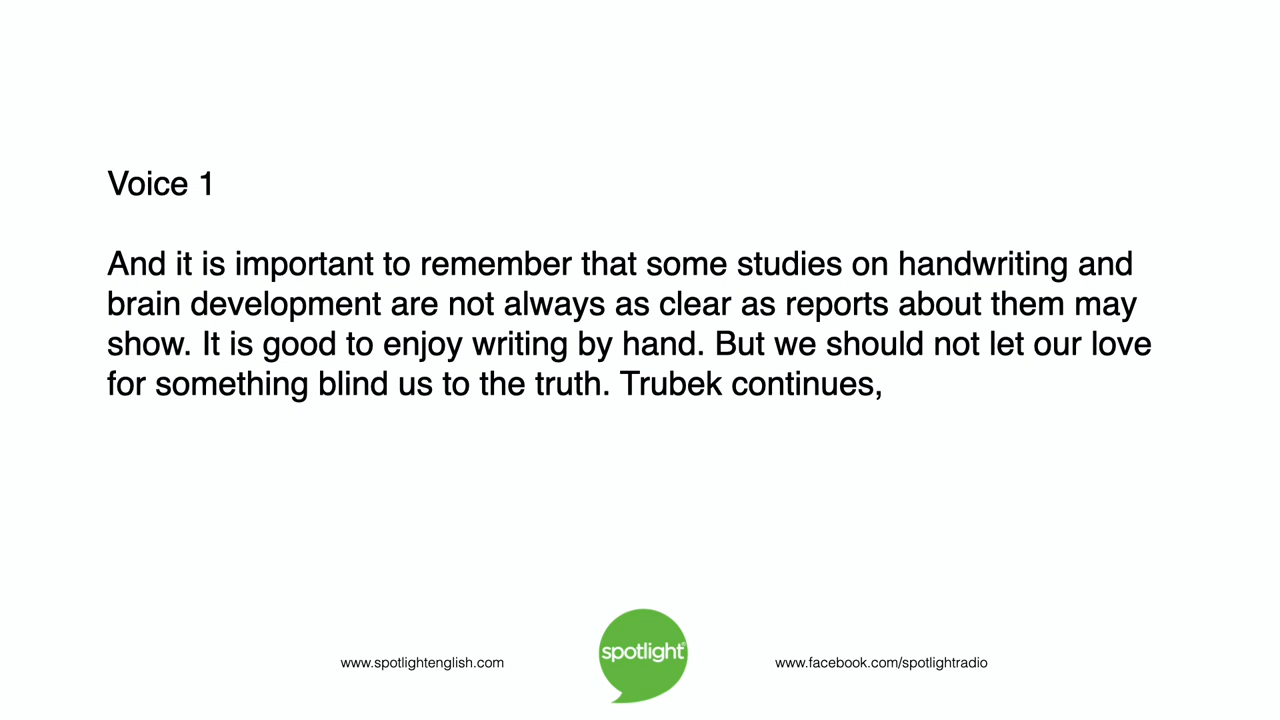 Voice 1
And it is important to remember that some studies on handwriting and
brain development are not always as clear as reports about them may
show. It is good to enjoy writing by hand. But we should not let our love
for something blind us to the truth. Trubek continues,
spotlight®
www.spotlightenglish.com
www.facebook.com/spotlightradio